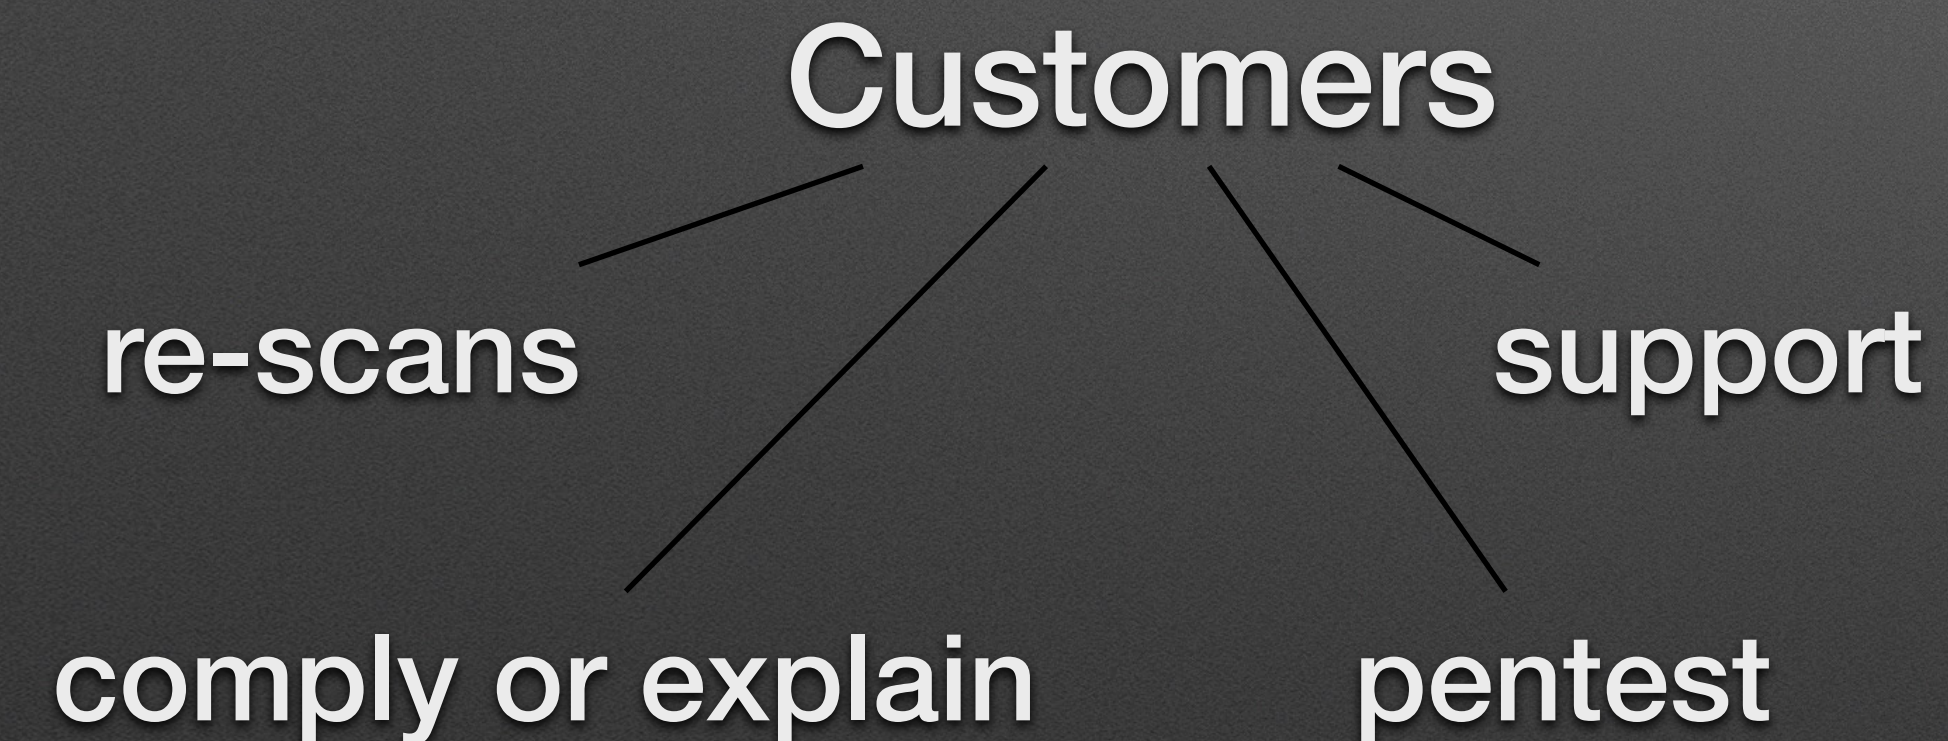 Customers
re-scans
support
comply or explain
pentest